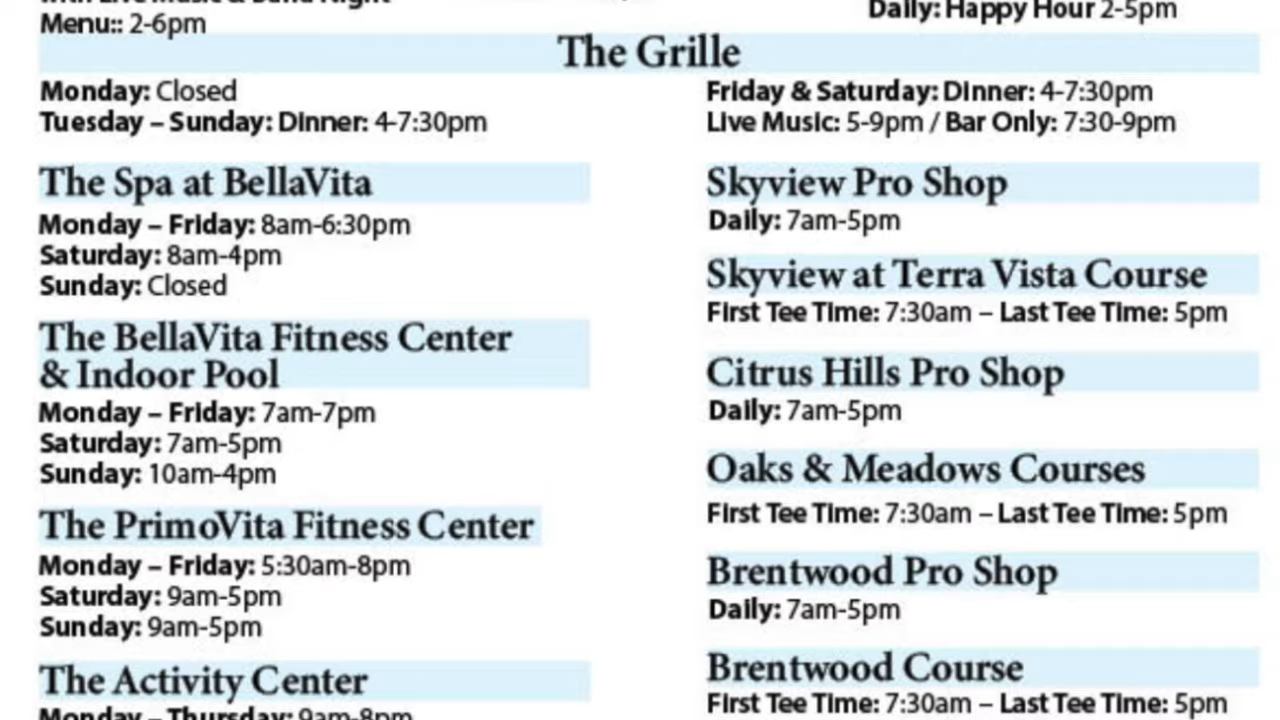 Menu:: 2-6pm
Daily: Happy Hour 2-5pm
The Grille
Monday: Closed
Tuesday – Sunday: Dinner: 4-7:30pm
Friday & Saturday: Dinner: 4-7:30pm
Live Music: 5-9pm / Bar Only: 7:30-9pm
The Spa at BellaVita
Monday – Friday: 8am-6:30pm
Saturday: 8am-4pm
Sunday: Closed
The BellaVita Fitness Center
& Indoor Pool
Monday – Friday: 7am-7pm
Saturday: 7am-5pm
Sunday: 10am-4pm
The PrimoVita Fitness Center
Monday – Friday: 5:30am-8pm
Saturday: 9am-5pm
Sunday: 9am-5pm
The Activity Center
Monday – Thursday: 9am-8pm
Skyview Pro Shop
Daily: 7am-5pm
Skyview at Terra Vista Course
First Tee Time: 7:30am – Last Tee Time: 5pm
Citrus Hills Pro Shop
Daily: 7am-5pm
Oaks & Meadows Courses
First Tee Time: 7:30am – Last Tee Time: 5pm
Brentwood Pro Shop
Daily: 7am-5pm
Brentwood Course
First Tee Time: 7:30am – Last Tee Time: 5pm